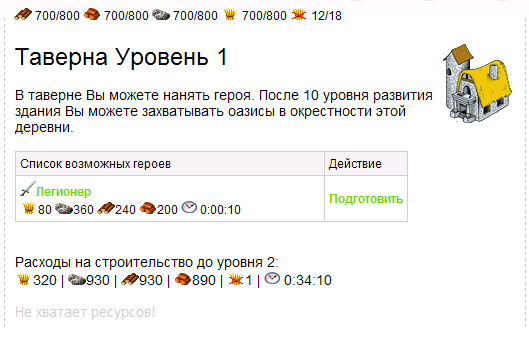 700/800 700/800 700/800 700/800 12/18
Таверна Уровень 1
В таверне Вы можете нанять героя. После 10 уровня развития
здания Вы можете захватывать оазисы в окрестности этой
деревни.
Список возможных героев Действие
Легионер
80 360 240 200 0:00:10
Подготовить
Расходы на строительство до уровня 2:
320 | 930 | 930 | 890 | 1 | 0:34:10
Не хватает ресурсов!